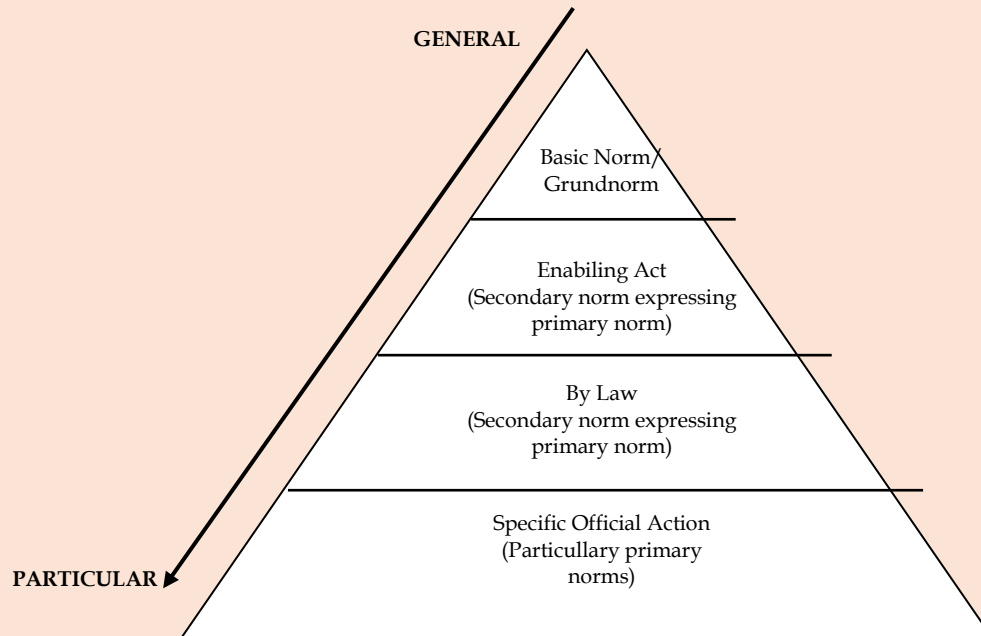 GENERAL
Basic Norm/
Grundnorm
Enabiling Act
(Secondary norm expressing
primary norm)
By Law
(Secondary norm expressing
primary norm)
Specific Official Action
(Particullary primary
norms)
PARTICULAR